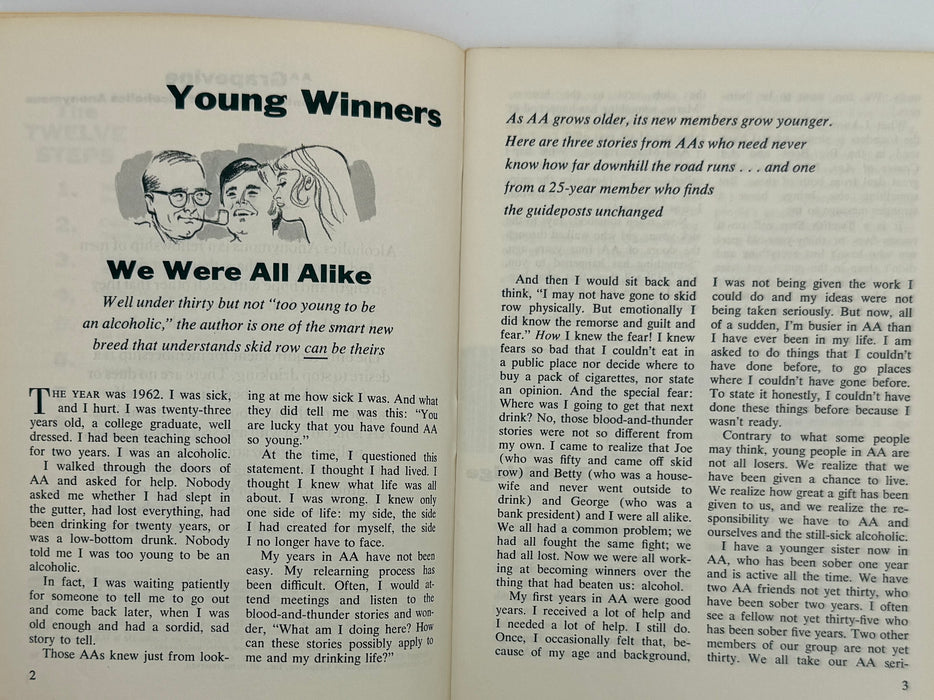 Young Winners
We Were All Alike
Well under thirty but not "too young to be
an alcoholic," the author is one of the smart new
breed that understands skid row can be theirs
THE YEAR was 1962. I was sick,
and I hurt. I was twenty-three
years old, a college graduate, well
dressed. I had been teaching school
for two years. I was an alcoholic.
I walked through the doors of
AA and asked for help. Nobody
asked me whether I had slept in
the gutter, had lost everything, had
been drinking for twenty years, or
was a low-bottom drunk. Nobody
told me I was too young to be an
alcoholic.
In fact, I was waiting patiently
for someone to tell me to go out
and come back later, when I was
old enough and had a sordid, sad
story to tell.
Those AAs knew just from look-
2
ing at me how sick I was. And what
they did tell me was this: "You
are lucky that you have found AA
so young."
At the time, I questioned this
statement. I thought I had lived. I
thought I knew what life was all
about. I was wrong. I knew only
one side of life: my side, the side
I had created for myself, the side
I no longer have to face.
My years in AA have not been
easy. My relearning process has
been difficult. Often, I would at-
tend meetings and listen to the
blood-and-thunder stories and won-
der, "What am I doing here? How
can these stories possibly apply to
me and my drinking life?"
As AA grows older, its new members grow younger.
Here are three stories from AAs who need never
know how far downhill the road runs . . . and one
from a 25-year member who finds
the guideposts unchanged
And then I would sit back and
think, "I may not have gone to skid
row physically. But emotionally I
did know the remorse and guilt and
fear." How I knew the fear! I knew
fears so bad that I couldn't eat in
a public place nor decide where to
buy a pack of cigarettes, nor state
an opinion. And the special fear:
Where was I going to get that next
drink? No, those blood-and-thunder
stories were not so different from
my own. I came to realize that Joe
(who was fifty and came off skid
row) and Betty (who was a house-
wife and never went outside to
drink) and George (who was a
bank president) and I were all alike.
We all had a common problem; we
had all fought the same fight; we
had all lost. Now we were all work-
ing at becoming winners over the
thing that had beaten us: alcohol.
My first years in AA were good
years. I received a lot of help and
I needed a lot of help. I still do.
Once, I occasionally felt that, be-
cause of my age and background,
I was not being given the work I
could do and my ideas were not
being taken seriously. But now, all
of a sudden, I'm busier in AA than
I have ever been in my life. I am
asked to do things that I couldn't
have done before, to go places
where I couldn't have gone before.
To state it honestly, I couldn't have
done these things before because I
wasn't ready.
Contrary to what some people
may think, young people in AA are
not all losers. We realize that we
have been given a chance to live.
We realize how great a gift has been
given to us, and we realize the re-
sponsibility we have to AA and
ourselves and the still-sick alcoholic.
I have a younger sister now in
AA, who has been sober one year
and is active all the time. We have
two AA friends not yet thirty, who
have been sober two years. I often
see a fellow not yet thirty-five who
has been sober five years. Two other
members of our group are not yet
thirty. We all take our AA seri-
3